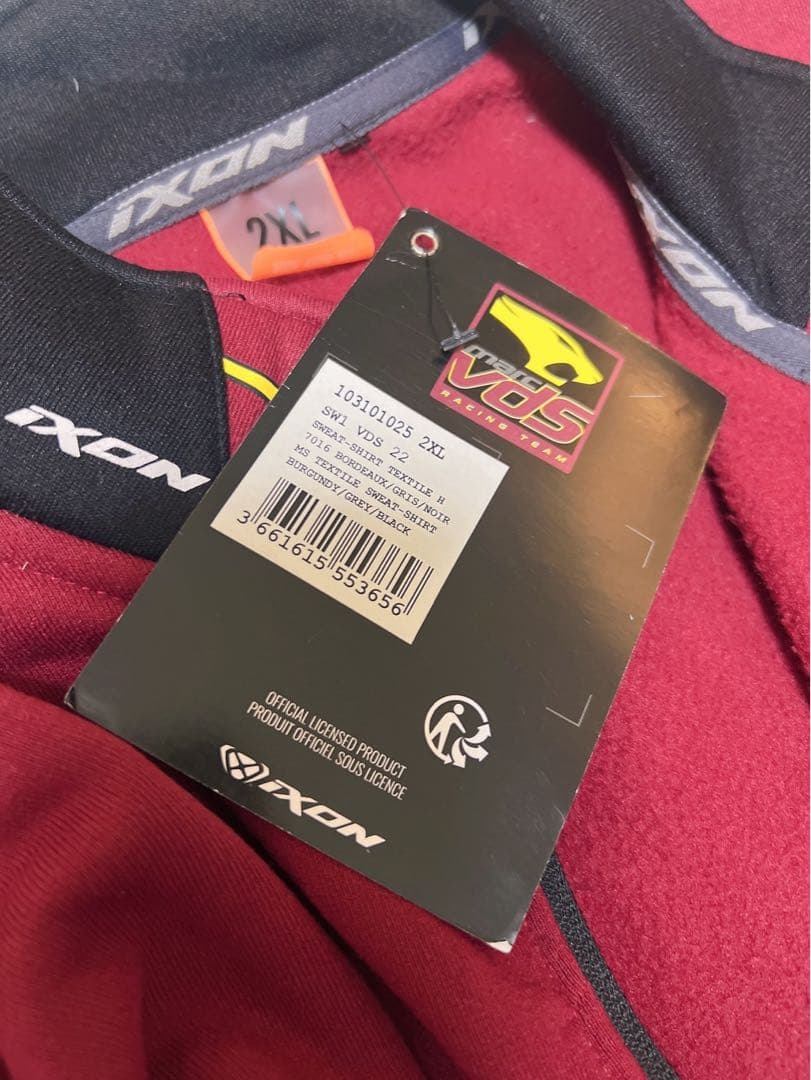 iXON
iXON
2XL
iXON
iXON
marc
vds
RACING TEAM
103101025 2XL
SW1 VDS 22
SWEAT-SHIRT TEXTILE H
7016 BORDEAUX/GRIS/NOIR
MS TEXTILE SWEAT-SHIRT
BURGUNDY/GREY/BLACK
3 661615 553656
OFFICIAL LICENSED PRODUCT
PRODUIT OFFICIEL SOUS LICENCE
iXON